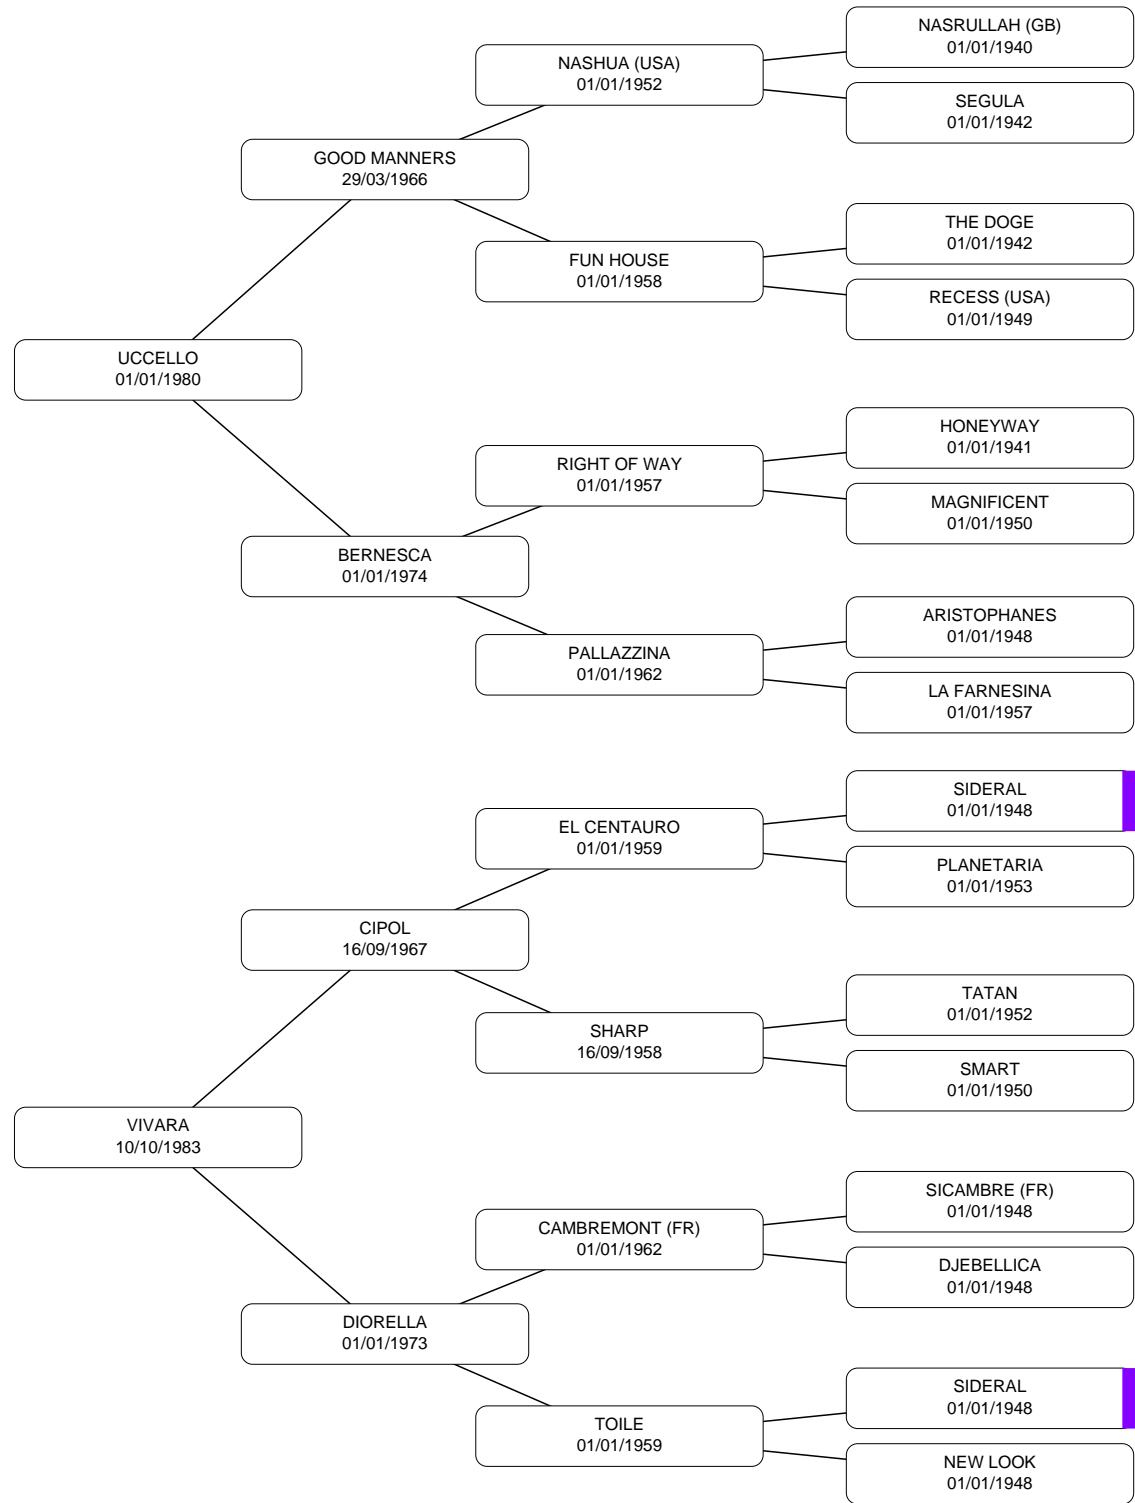 NASRULLAH (GB)
01/01/1940
NASHUA (USA)
01/01/1952
SEGULA
01/01/1942
GOOD MANNERS
29/03/1966
THE DOGE
01/01/1942
FUN HOUSE
01/01/1958
RECESS (USA)
01/01/1949
UCCELLO
01/01/1980
HONEYWAY
01/01/1941
RIGHT OF WAY
01/01/1957
MAGNIFICENT
01/01/1950
BERNESCA
01/01/1974
ARISTOPHANES
01/01/1948
PALLAZZINA
01/01/1962
LA FARNESINA
01/01/1957
SIDERAL
01/01/1948
EL CENTAURO
01/01/1959
PLANETARIA
01/01/1953
CIPOL
16/09/1967
TATAN
01/01/1952
SHARP
16/09/1958
SMART
01/01/1950
VIVARA
10/10/1983
SICAMBRE (FR)
01/01/1948
CAMBREMONT (FR)
01/01/1962
DJEBELLICA
01/01/1948
DIORELLA
01/01/1973
SIDERAL
01/01/1948
TOILE
01/01/1959
NEW LOOK
01/01/1948